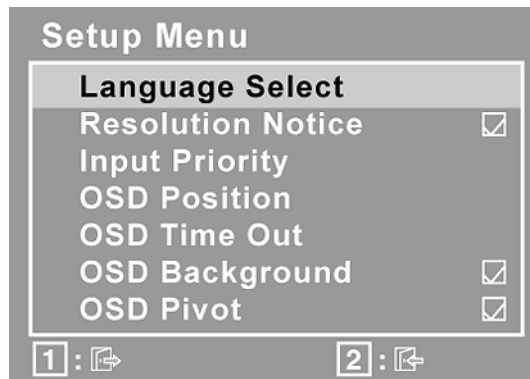 Setup Menu
Language Select
Resolution Notice
Input Priority
OSD Position
OSD Time Out
OSD Background
OSD Pivot
1 : 2 :